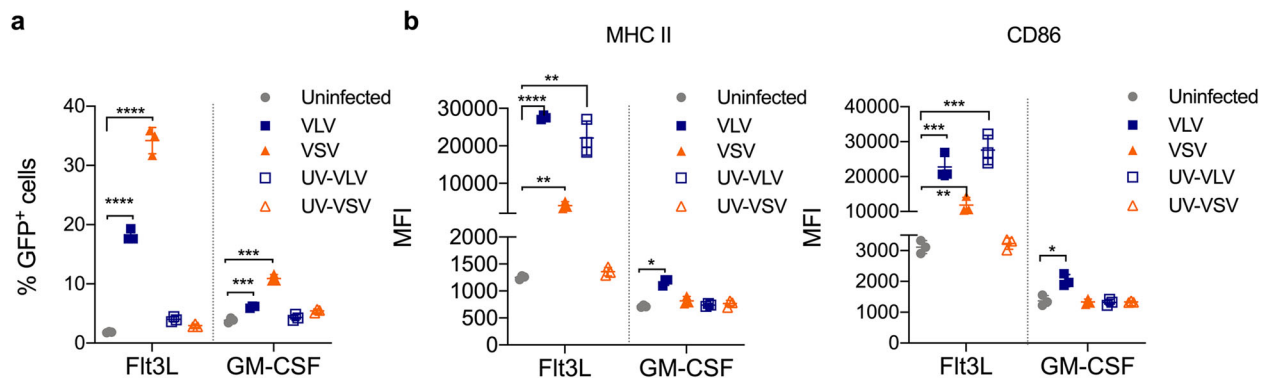 a
% GFP+ cells
40
30
20
10
0
****
****
***
***
Flt3L
GM-CSF
Uninfected
VLV
VSV
UV-VLV
UV-VSV
b
MHC II
MFI
30000
20000
10000
2000
1500
1000
500
0
**
****
**
*
Flt3L
GM-CSF
Uninfected
VLV
VSV
UV-VLV
UV-VSV
CD86
MFI
40000
30000
20000
10000
3000
2000
1000
0
***
***
**
*
Flt3L
GM-CSF
Uninfected
VLV
VSV
UV-VLV
UV-VSV